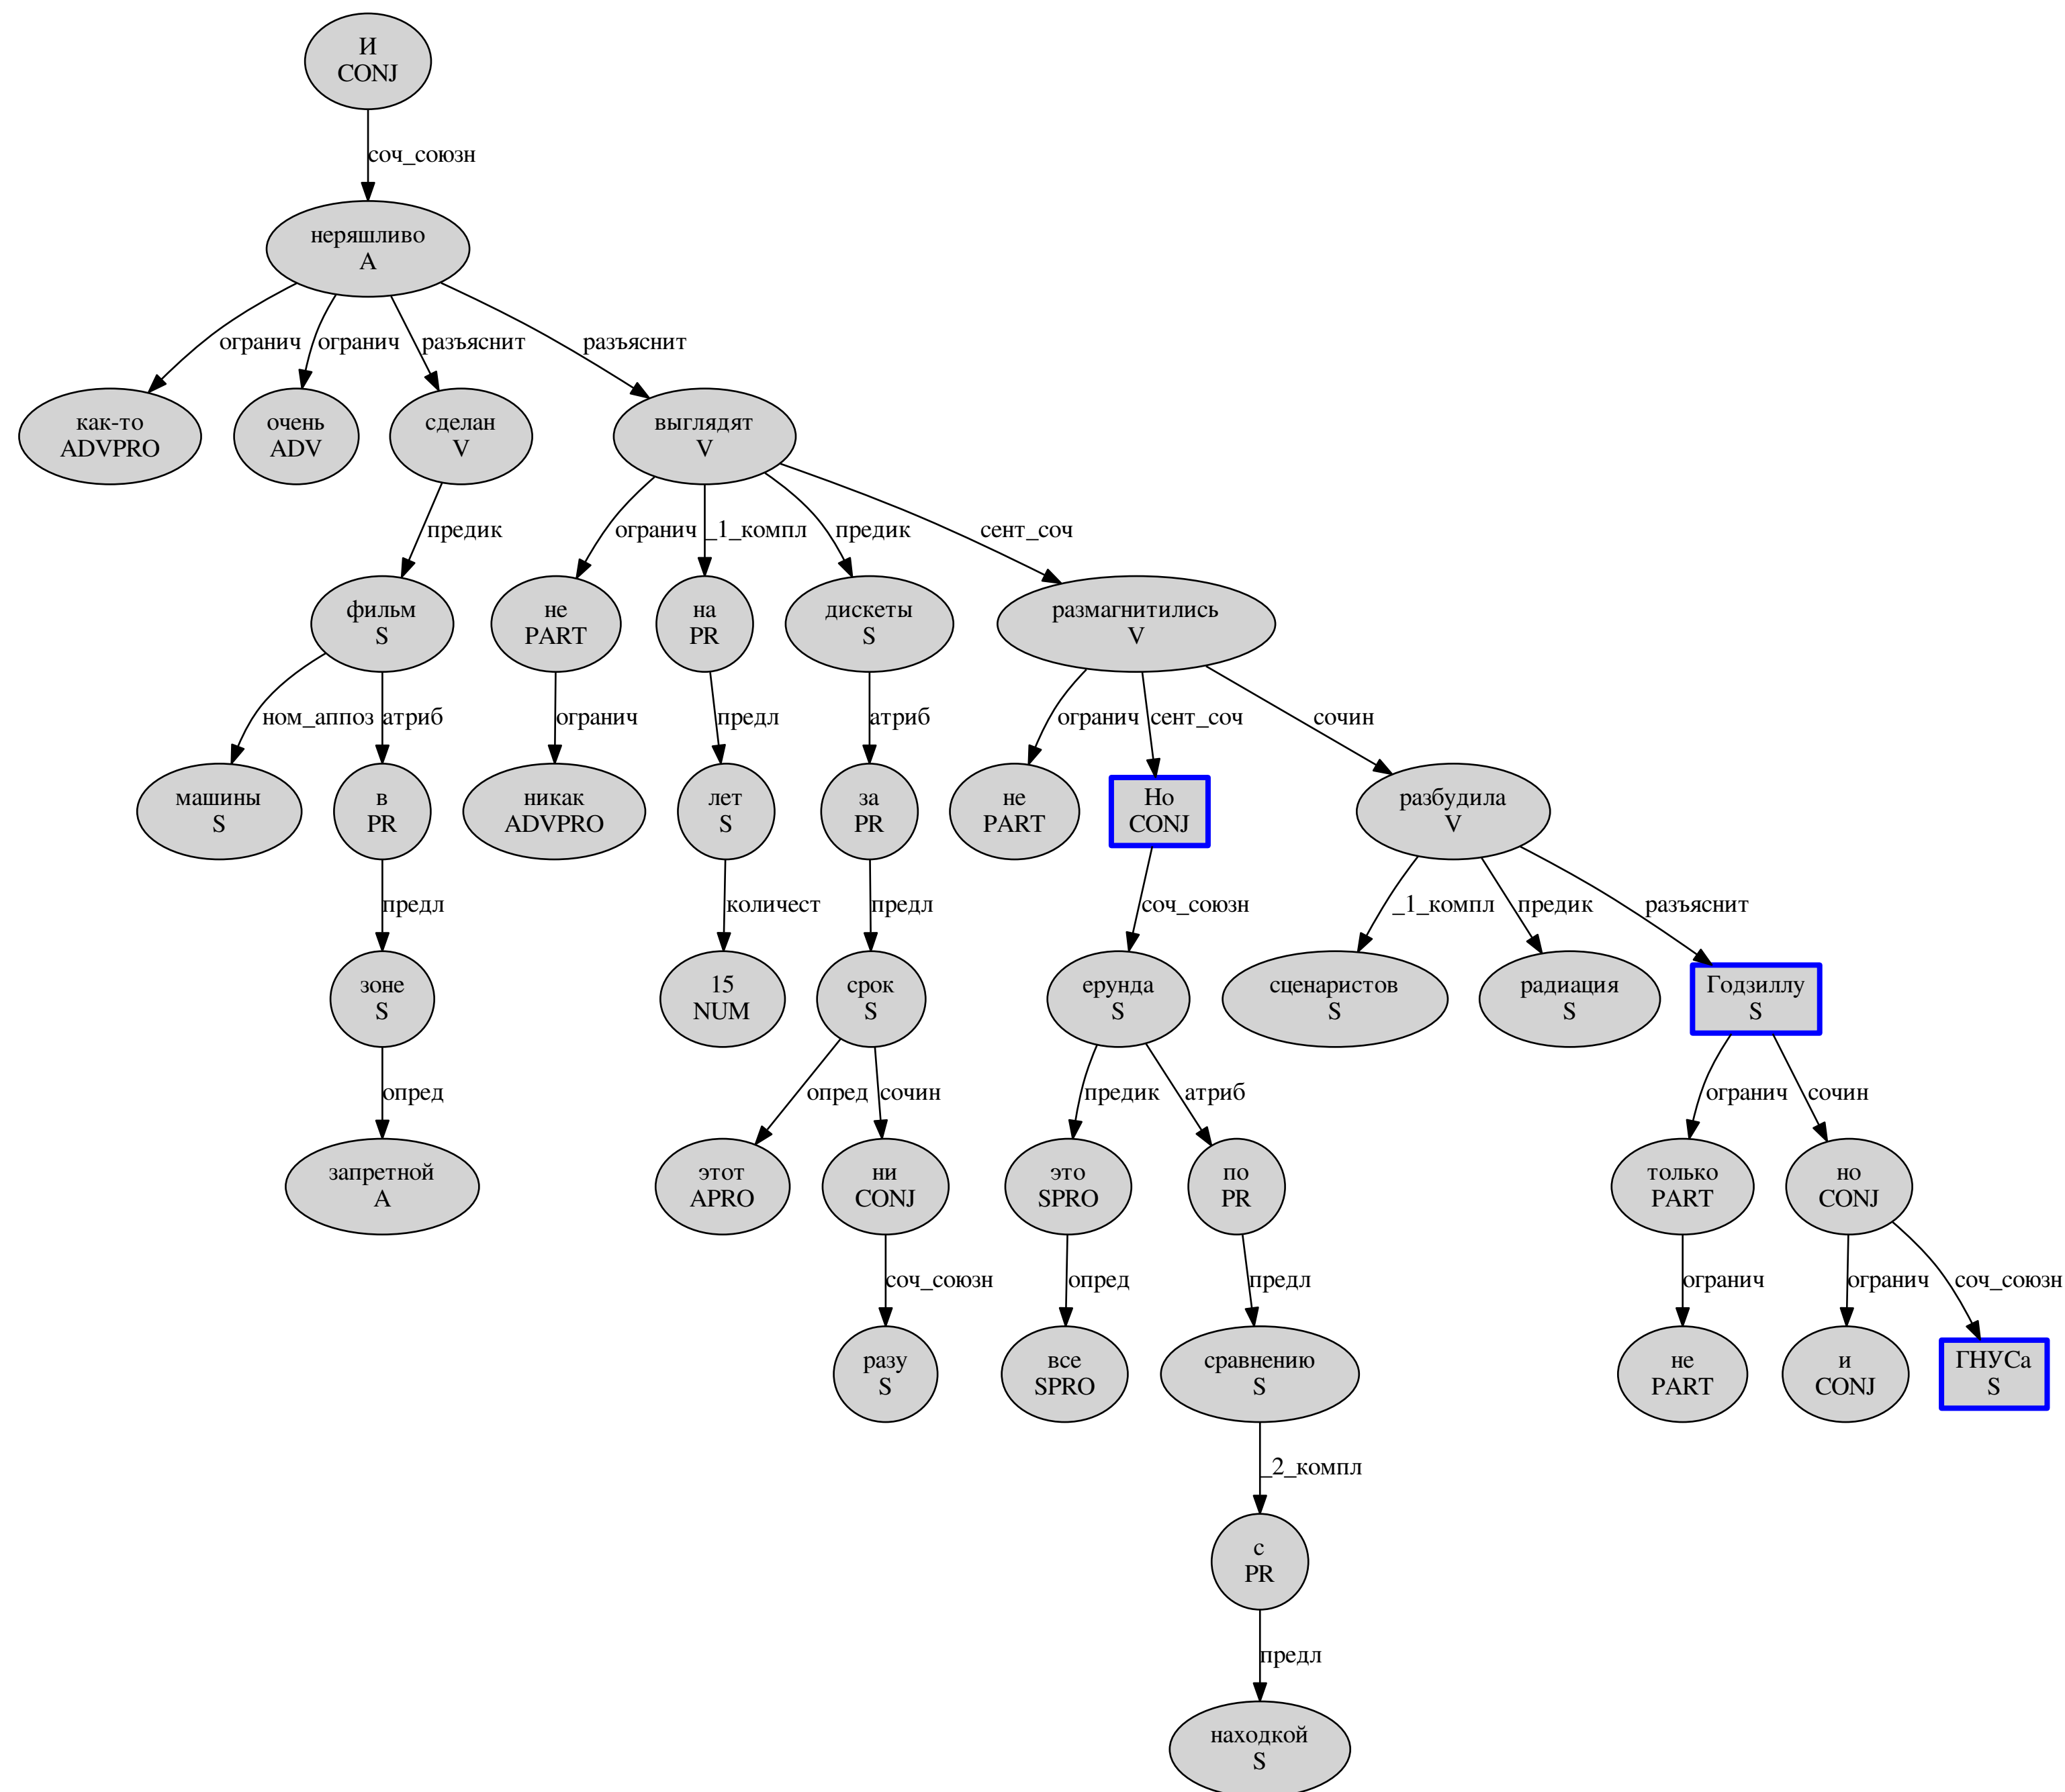 И
CONJ
соч_союзн
неряшливо
A
огранич
огранич
разъяснит
разъяснит
как-то
ADVPRO
очень
ADV
сделан
V
выглядят
V
предик
огранич
_1_компл
предик
сент_соч
фильм
S
не
PART
на
PR
дискеты
S
размагнитились
V
ном_аппоз
атриб
огранич
предл
атриб
огранич
сент_соч
сочин
машины
S
в
PR
никак
ADVPRO
лет
S
за
PR
не
PART
Но
CONJ
разбудила
V
предл
количест
предл
соч_союзн
_1_компл
предик
разъяснит
зоне
S
15
NUM
срок
S
ерунда
S
сценаристов
S
радиация
S
Годзиллу
S
опред
опред
сочин
предик
атриб
огранич
сочин
запретной
A
этот
APRO
ни
CONJ
это
SPRO
по
PR
только
PART
но
CONJ
соч_союзн
опред
предл
огранич
огранич
соч_союзн
разу
S
все
SPRO
сравнению
S
не
PART
и
CONJ
ГНУСа
S
_2_компл
с
PR
предл
находкой
S